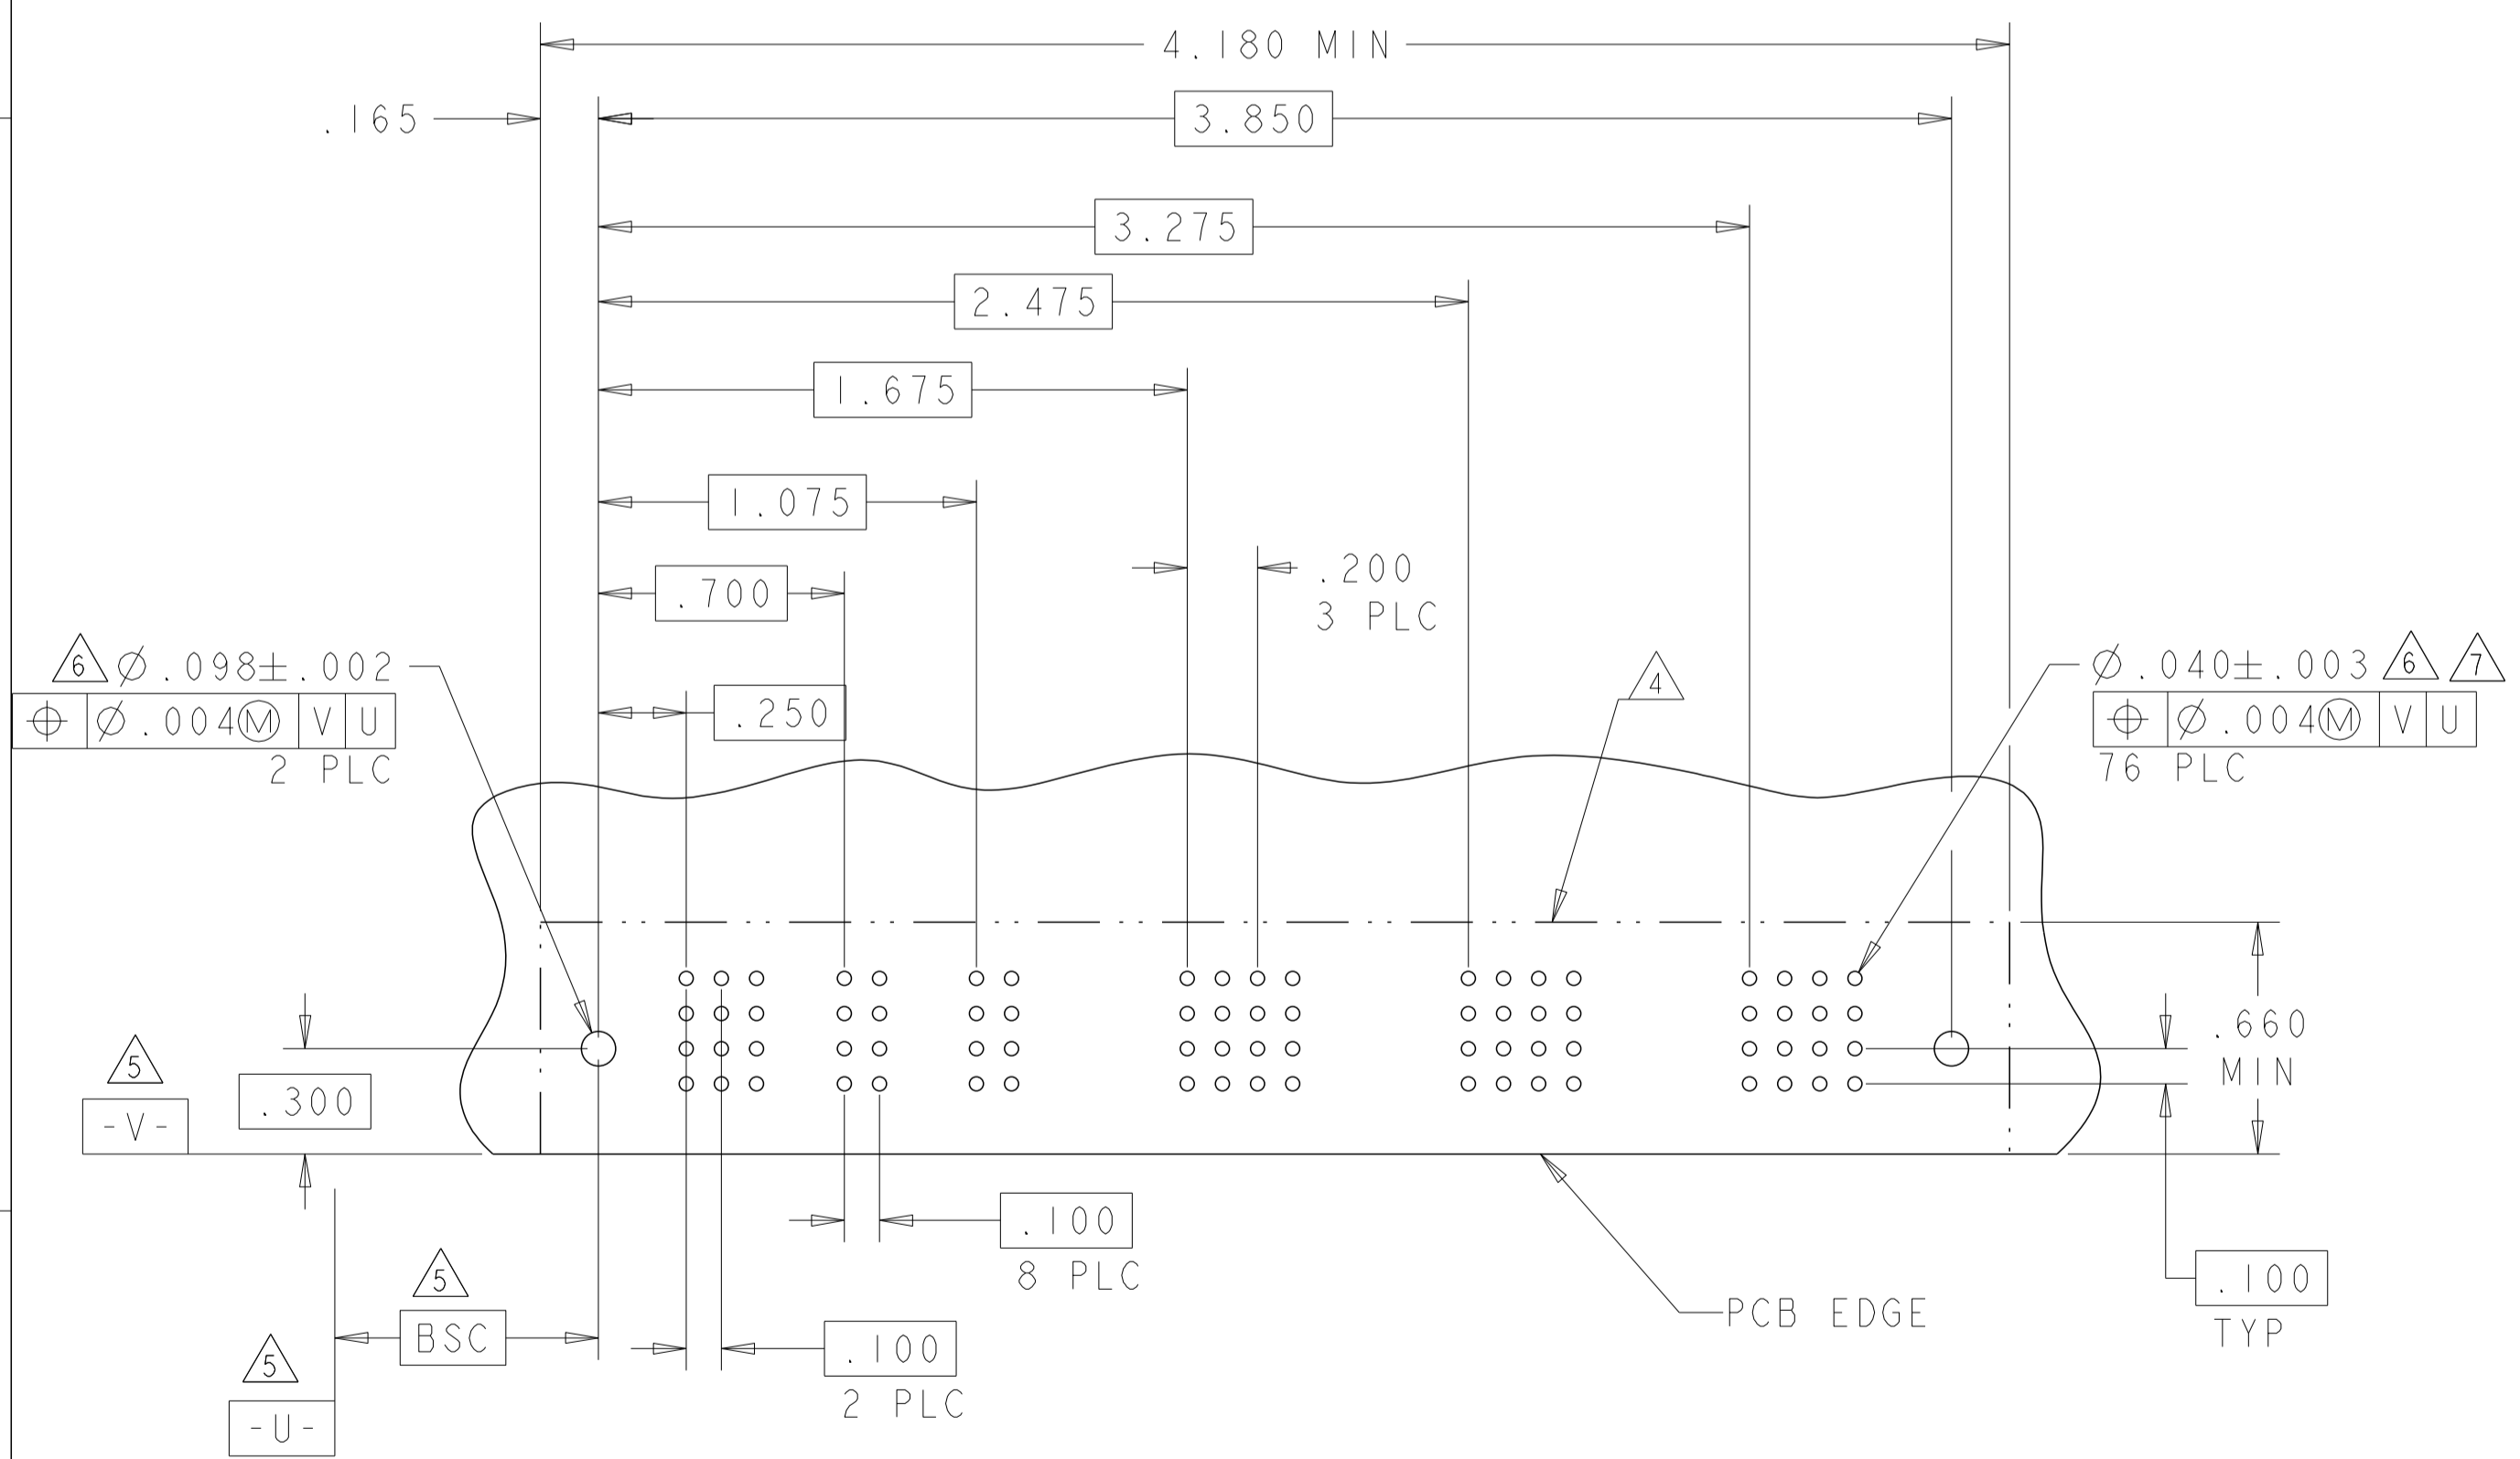 4.180 MIN
.165
3.850
3.275
2.475
1.675
1.075
.700
.200
3 PLC
6 Ø.098±.002
⌖ Ø.004Ⓜ V U
2 PLC
.250
4
Ø.040±.003 6 7
⌖ Ø.004Ⓜ V U
76 PLC
5
-V-
.300
.660
MIN
.100
8 PLC
5
BSC
.100
TYP
PCB EDGE
5
-U-
.100
2 PLC